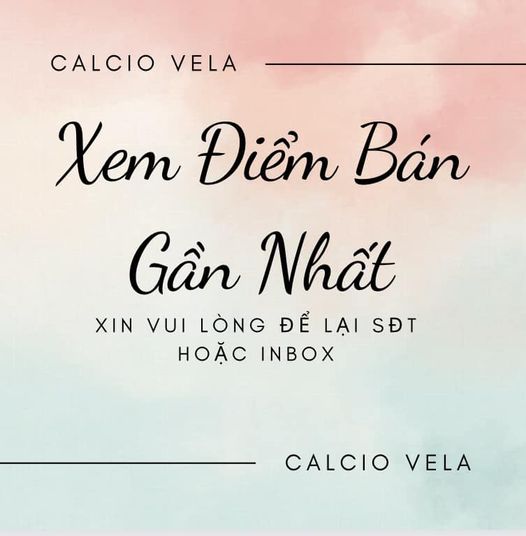 CALCIO VELA
Xem Điểm Bán
Gần Nhất
XIN VUI LÒNG ĐỂ LẠI SĐT
HOẶC INBOX
CALCIO VELA